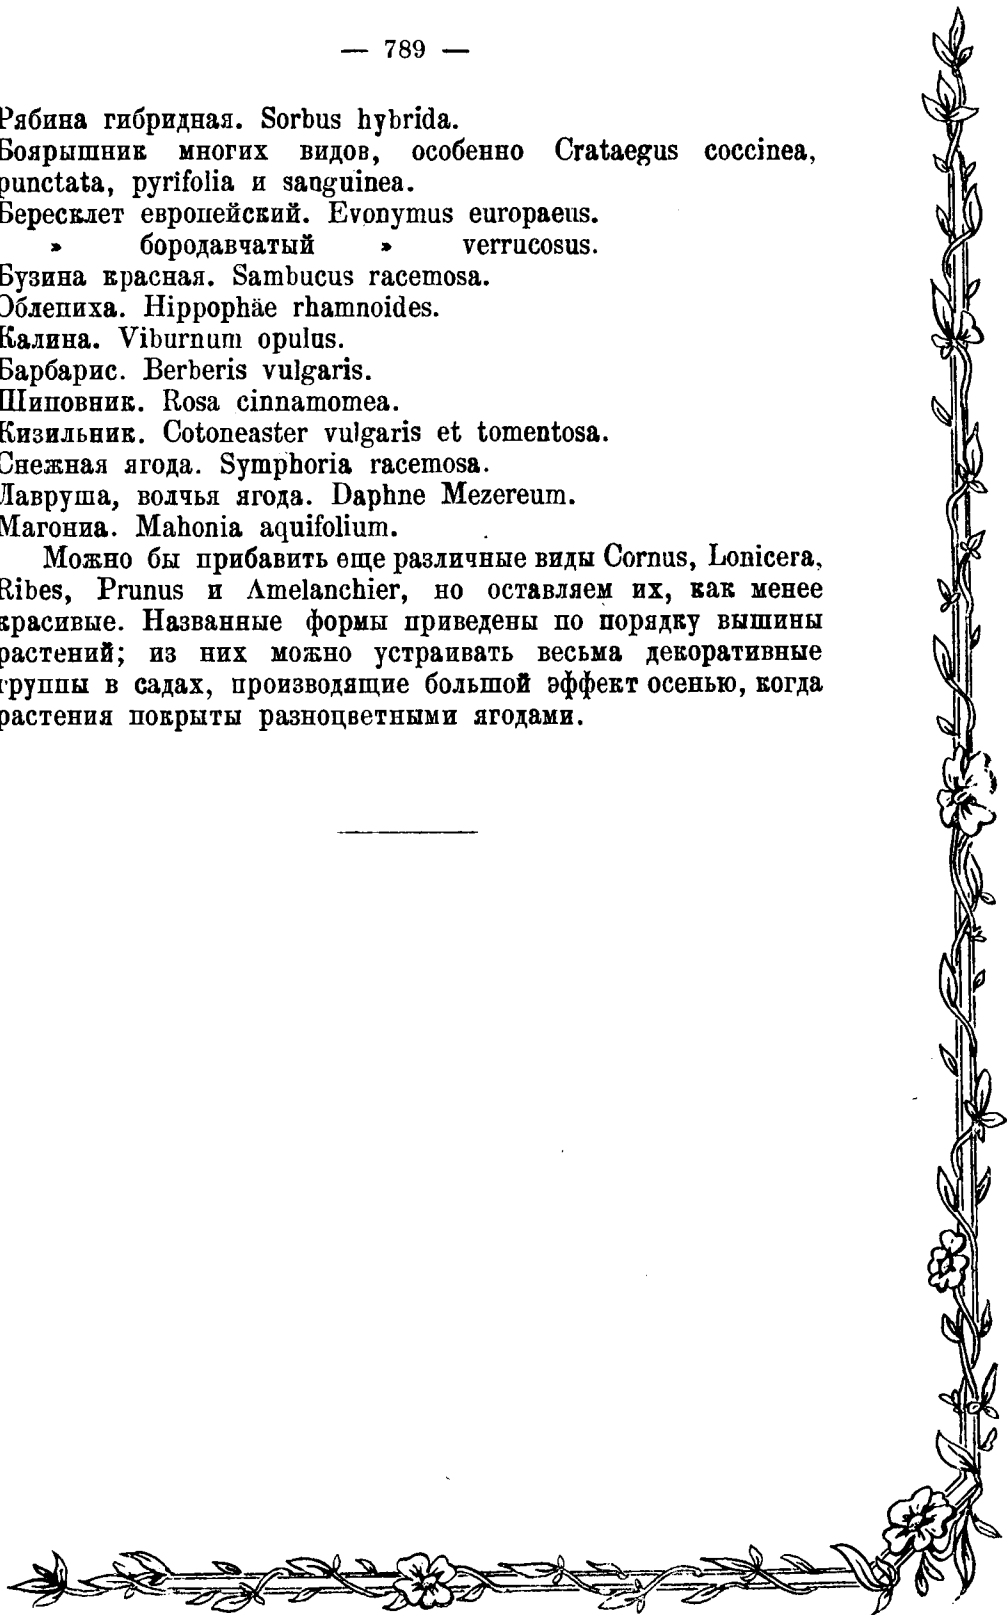 — 789 —
Рябина гибридная. Sorbus hybrida.
Боярышник многих видов, особенно Crataegus coccinea,
punctata, pyrifolia и sanguinea.
Бересклет европейский. Evonymus europaeus.
» бородавчатый » verrucosus.
Бузина красная. Sambucus racemosa.
Облепиха. Hippophäe rhamnoides.
Калина. Viburnum opulus.
Барбарис. Berberis vulgaris.
Шиповник. Rosa cinnamomea.
Кизильник. Cotoneaster vulgaris et tomentosa.
Снежная ягода. Symphoria racemosa.
Лавруша, волчья ягода. Daphne Mezereum.
Магониа. Mahonia aquifolium.
Можно бы прибавить еще различные виды Cornus, Lonicera,
Ribes, Prunus и Amelanchier, но оставляем их, как менее
красивые. Названные формы приведены по порядку вышины
растений; из них можно устраивать весьма декоративные
группы в садах, производящие большой эффект осенью, когда
растения покрыты разноцветными ягодами.